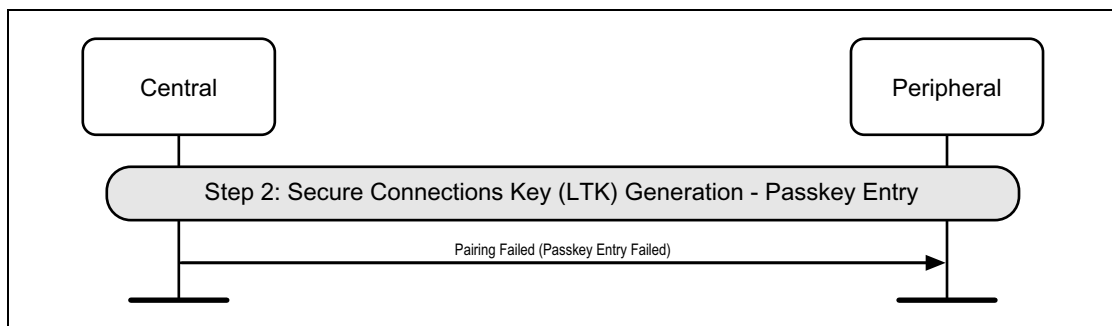 Central
Peripheral
Step 2: Secure Connections Key (LTK) Generation - Passkey Entry
Pairing Failed (Passkey Entry Failed)